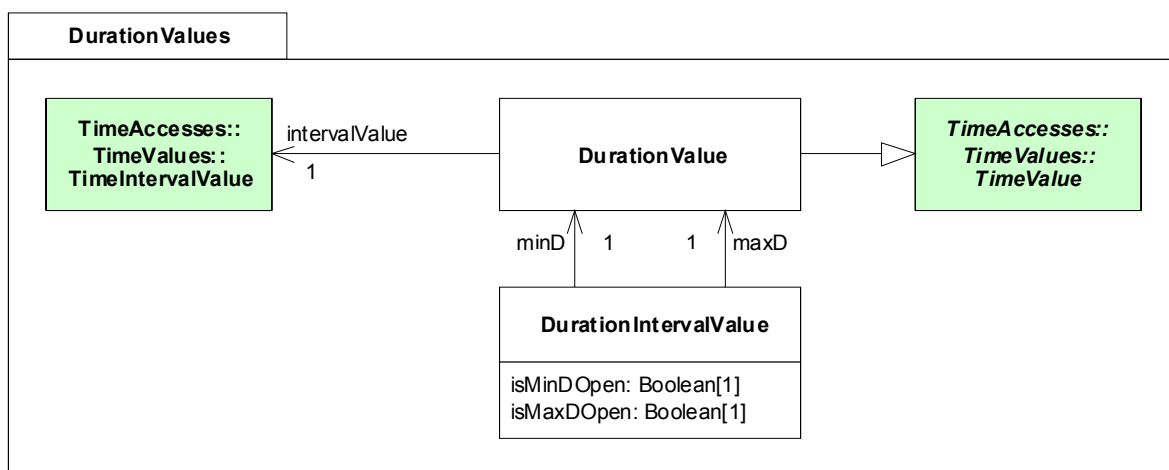 DurationValues
TimeAccesses::
TimeValues::
TimeIntervalValue
intervalValue
1
DurationValue
TimeAccesses::
TimeValues::
TimeValue
minD
1
1
maxD
DurationIntervalValue
isMinDOpen: Boolean[1]
isMaxDOpen: Boolean[1]